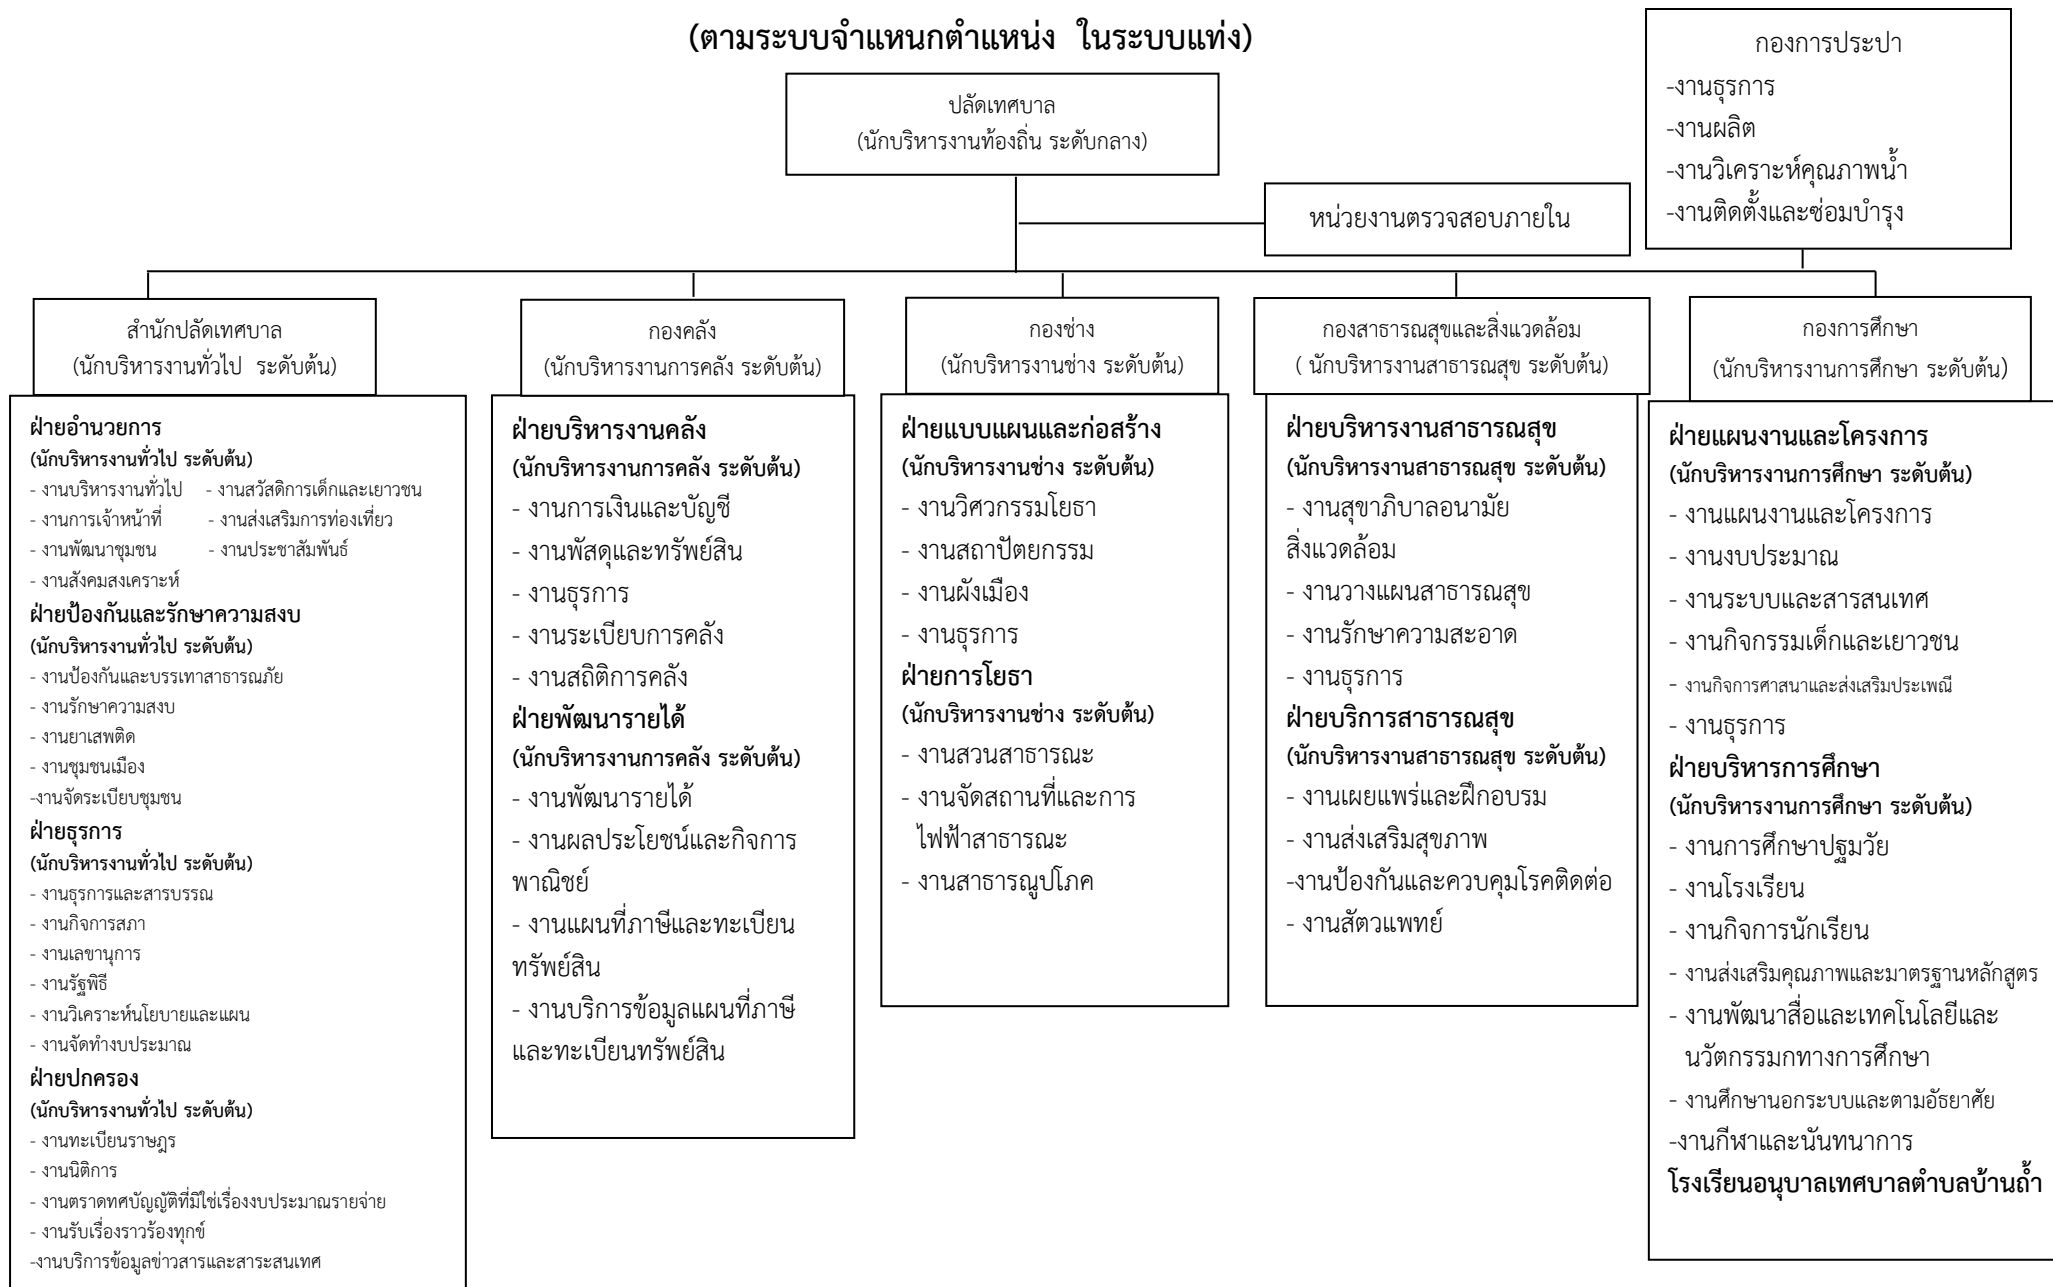 (ตามระบบจำแหนกตำแหน่ง  ในระบบแท่ง)
กองการประปา
-งานธุรการ
-งานผลิต
-งานวิเคราะห์คุณภาพน้ำ
-งานติดตั้งและซ่อมบำรุง
ปลัดเทศบาล
(นักบริหารงานท้องถิ่น ระดับกลาง)
หน่วยงานตรวจสอบภายใน
สำนักปลัดเทศบาล
(นักบริหารงานทั่วไป  ระดับต้น)
ฝ่ายอำนวยการ
(นักบริหารงานทั่วไป ระดับต้น)
- งานบริหารงานทั่วไป    - งานสวัสดิการเด็กและเยาวชน
- งานการเจ้าหน้าที่    - งานส่งเสริมการท่องเที่ยว
- งานพัฒนาชุมชน    - งานประชาสัมพันธ์
- งานสังคมสงเคราะห์
ฝ่ายป้องกันและรักษาความสงบ
(นักบริหารงานทั่วไป ระดับต้น)
- งานป้องกันและบรรเทาสาธารณภัย
- งานรักษาความสงบ
- งานยาเสพติด
- งานชุมชนเมือง
-งานจัดระเบียบชุมชน
ฝ่ายธุรการ
(นักบริหารงานทั่วไป ระดับต้น)
- งานธุรการและสารบรรณ
- งานกิจการสภา
- งานเลขานุการ
- งานรัฐพิธี
- งานวิเคราะห์นโยบายและแผน
- งานจัดทำงบประมาณ
ฝ่ายปกครอง
(นักบริหารงานทั่วไป ระดับต้น)
- งานทะเบียนราษฎร
- งานนิติการ
- งานตราดทศบัญญัติที่มิใช่เรื่องงบประมาณรายจ่าย
- งานรับเรื่องราวร้องทุกข์
-งานบริการข้อมูลข่าวสารและสาระสนเทศ
กองคลัง
(นักบริหารงานการคลัง ระดับต้น)
ฝ่ายบริหารงานคลัง
(นักบริหารงานการคลัง ระดับต้น)
- งานการเงินและบัญชี
- งานพัสดุและทรัพย์สิน
- งานธุรการ
- งานระเบียบการคลัง
- งานสถิติการคลัง
ฝ่ายพัฒนารายได้
(นักบริหารงานการคลัง ระดับต้น)
- งานพัฒนารายได้
- งานผลประโยชน์และกิจการ
พาณิชย์
- งานแผนที่ภาษีและทะเบียน
ทรัพย์สิน
- งานบริการข้อมูลแผนที่ภาษี
และทะเบียนทรัพย์สิน
กองช่าง
(นักบริหารงานช่าง ระดับต้น)
ฝ่ายแบบแผนและก่อสร้าง
(นักบริหารงานช่าง ระดับต้น)
- งานวิศวกรรมโยธา
- งานสถาปัตยกรรม
- งานผังเมือง
- งานธุรการ
ฝ่ายการโยธา
(นักบริหารงานช่าง ระดับต้น)
- งานสวนสาธารณะ
- งานจัดสถานที่และการ
ไฟฟ้าสาธารณะ
- งานสาธารณูปโภค
กองสาธารณสุขและสิ่งแวดล้อม
( นักบริหารงานสาธารณสุข ระดับต้น)
ฝ่ายบริหารงานสาธารณสุข
(นักบริหารงานสาธารณสุข ระดับต้น)
- งานสุขาภิบาลอนามัย
สิ่งแวดล้อม
- งานวางแผนสาธารณสุข
- งานรักษาความสะอาด
- งานธุรการ
ฝ่ายบริการสาธารณสุข
(นักบริหารงานสาธารณสุข ระดับต้น)
- งานเผยแพร่และฝึกอบรม
- งานส่งเสริมสุขภาพ
-งานป้องกันและควบคุมโรคติดต่อ
- งานสัตวแพทย์
กองการศึกษา
(นักบริหารงานการศึกษา ระดับต้น)
ฝ่ายแผนงานและโครงการ
(นักบริหารงานการศึกษา ระดับต้น)
- งานแผนงานและโครงการ
- งานงบประมาณ
- งานระบบและสารสนเทศ
- งานกิจกรรมเด็กและเยาวชน
- งานกิจการศาสนาและส่งเสริมประเพณี
- งานธุรการ
ฝ่ายบริหารการศึกษา
(นักบริหารงานการศึกษา ระดับต้น)
- งานการศึกษาปฐมวัย
- งานโรงเรียน
- งานกิจการนักเรียน
- งานส่งเสริมคุณภาพและมาตรฐานหลักสูตร
- งานพัฒนาสื่อและเทคโนโลยีและ
นวัตกรรมกทางการศึกษา
- งานศึกษานอกระบบและตามอัธยาศัย
-งานกีฬาและนันทนาการ
โรงเรียนอนุบาลเทศบาลตำบลบ้านถ้ำ